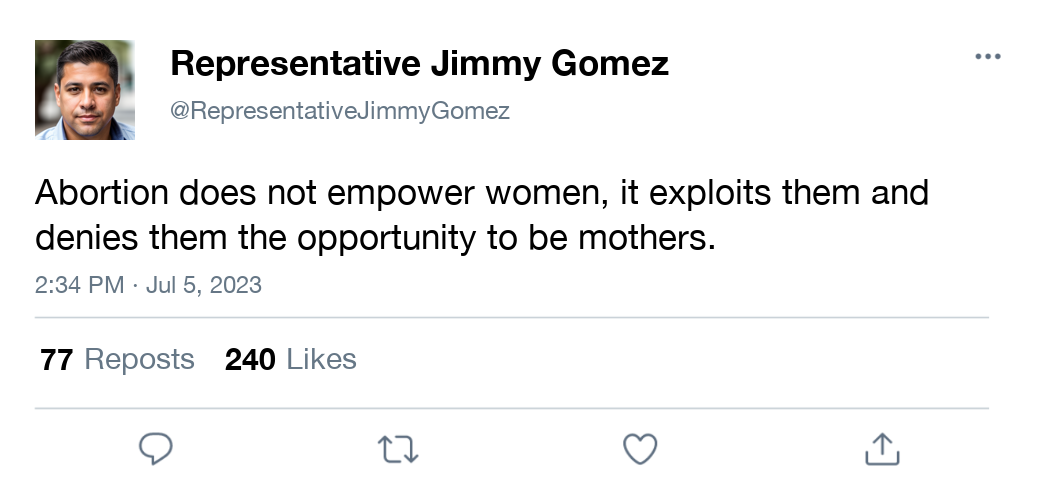 Representative Jimmy Gomez
@RepresentativeJimmyGomez
Abortion does not empower women, it exploits them and
denies them the opportunity to be mothers.
2:34 PM · Jul 5, 2023
77 Reposts 240 Likes